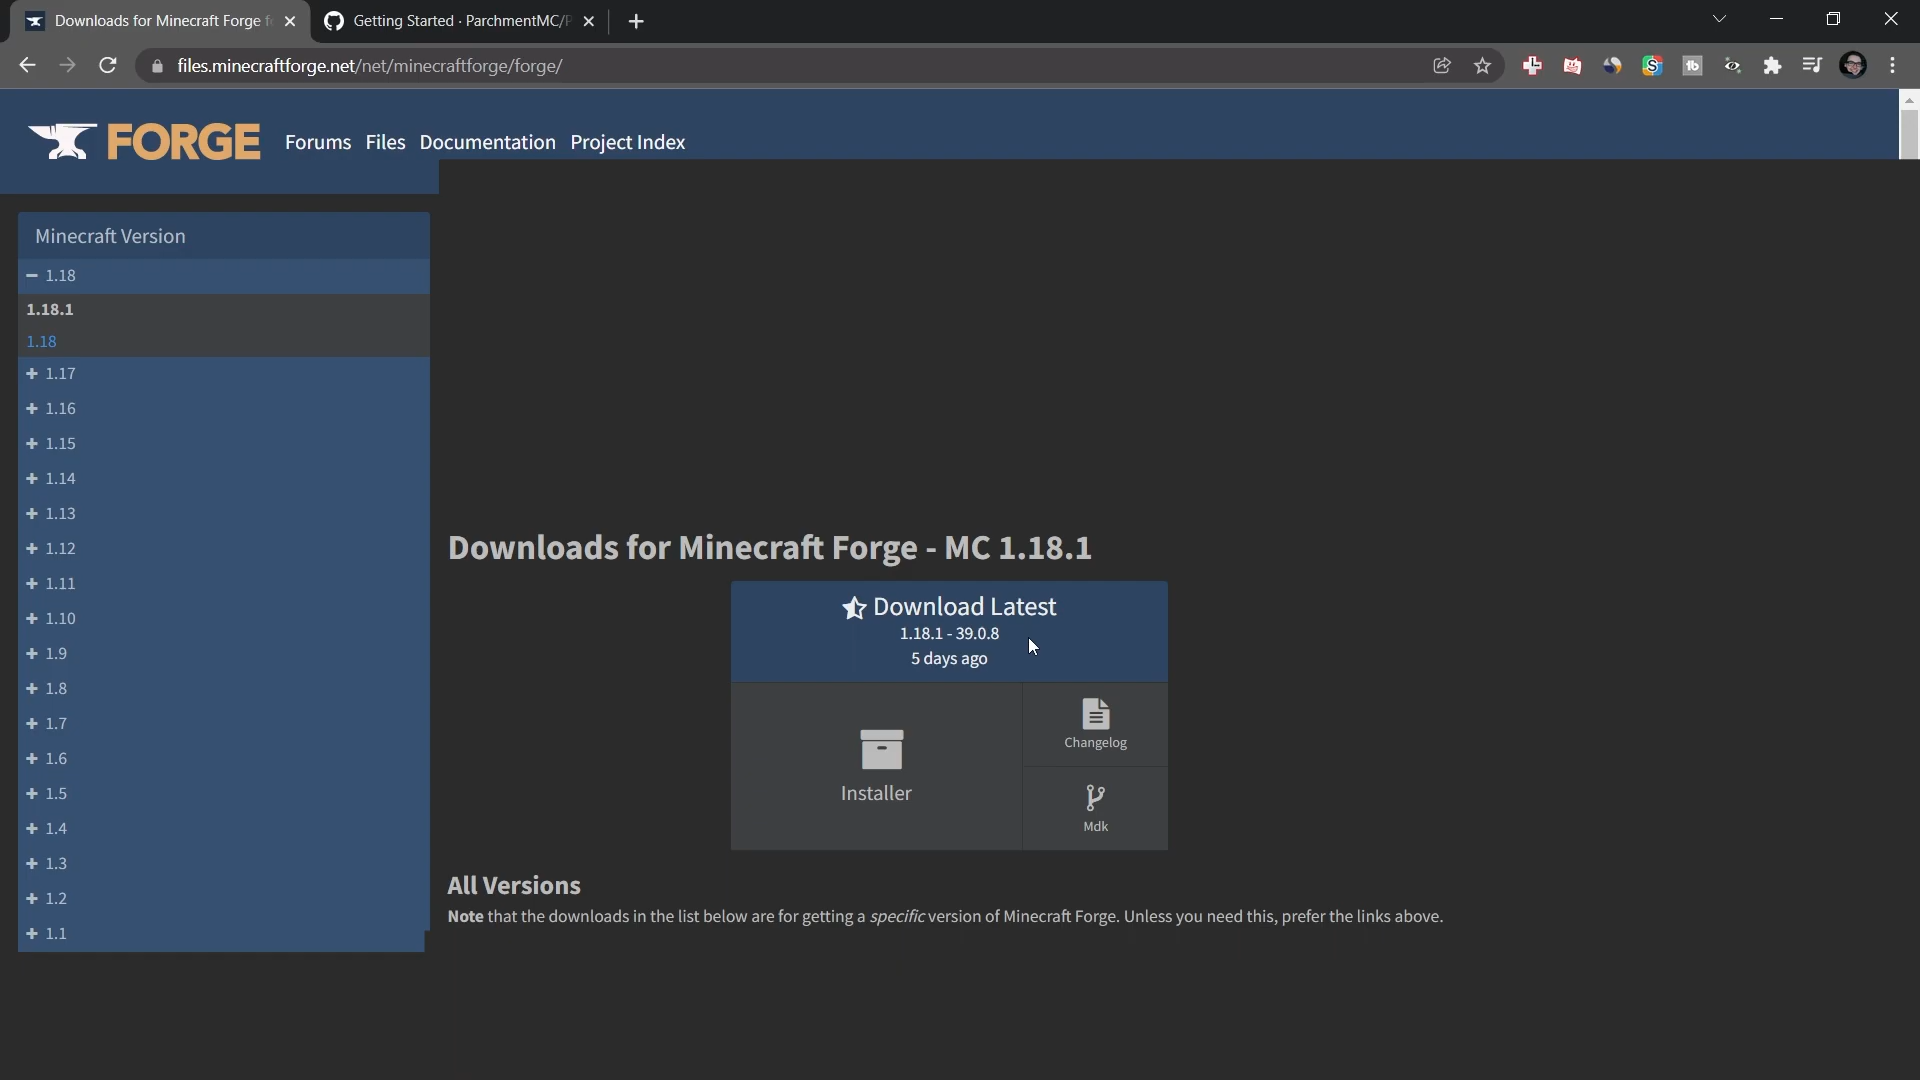 Downloads for Minecraft Forge f
Getting Started · ParchmentMC/P
files.minecraftforge.net/net/minecraftforge/forge/
FORGE
Forums Files Documentation Project Index
Minecraft Version
1.18
1.18.1
1.18
1.17
1.16
1.15
1.14
1.13
1.12
1.11
1.10
1.9
1.8
1.7
1.6
1.5
1.4
1.3
1.2
1.1
Downloads for Minecraft Forge - MC 1.18.1
Download Latest
1.18.1 - 39.0.8
5 days ago
Installer
Changelog
Mdk
All Versions
Note that the downloads in the list below are for getting a specific version of Minecraft Forge. Unless you need this, prefer the links above.